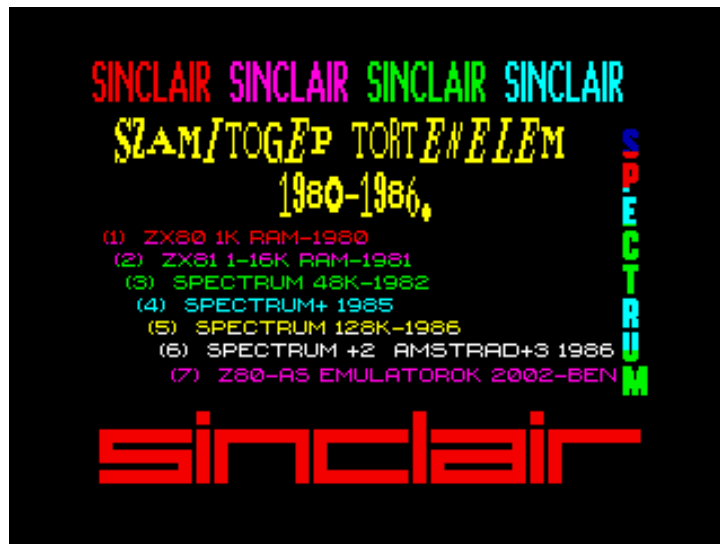 SINCLAIR SINCLAIR SINCLAIR SINCLAIR
SZAMITOGEP TORTENELEM
1980-1986.
(1) ZX80 1K RAM-1980
(2) ZX81 1-16K RAM-1981
(3) SPECTRUM 48K-1982
(4) SPECTRUM+ 1985
(5) SPECTRUM 128K-1986
(6) SPECTRUM +2 AMSTRAD+3 1986
(7) Z80-AS EMULATOROK 2002-BEN
SPECTRUM
sinclair